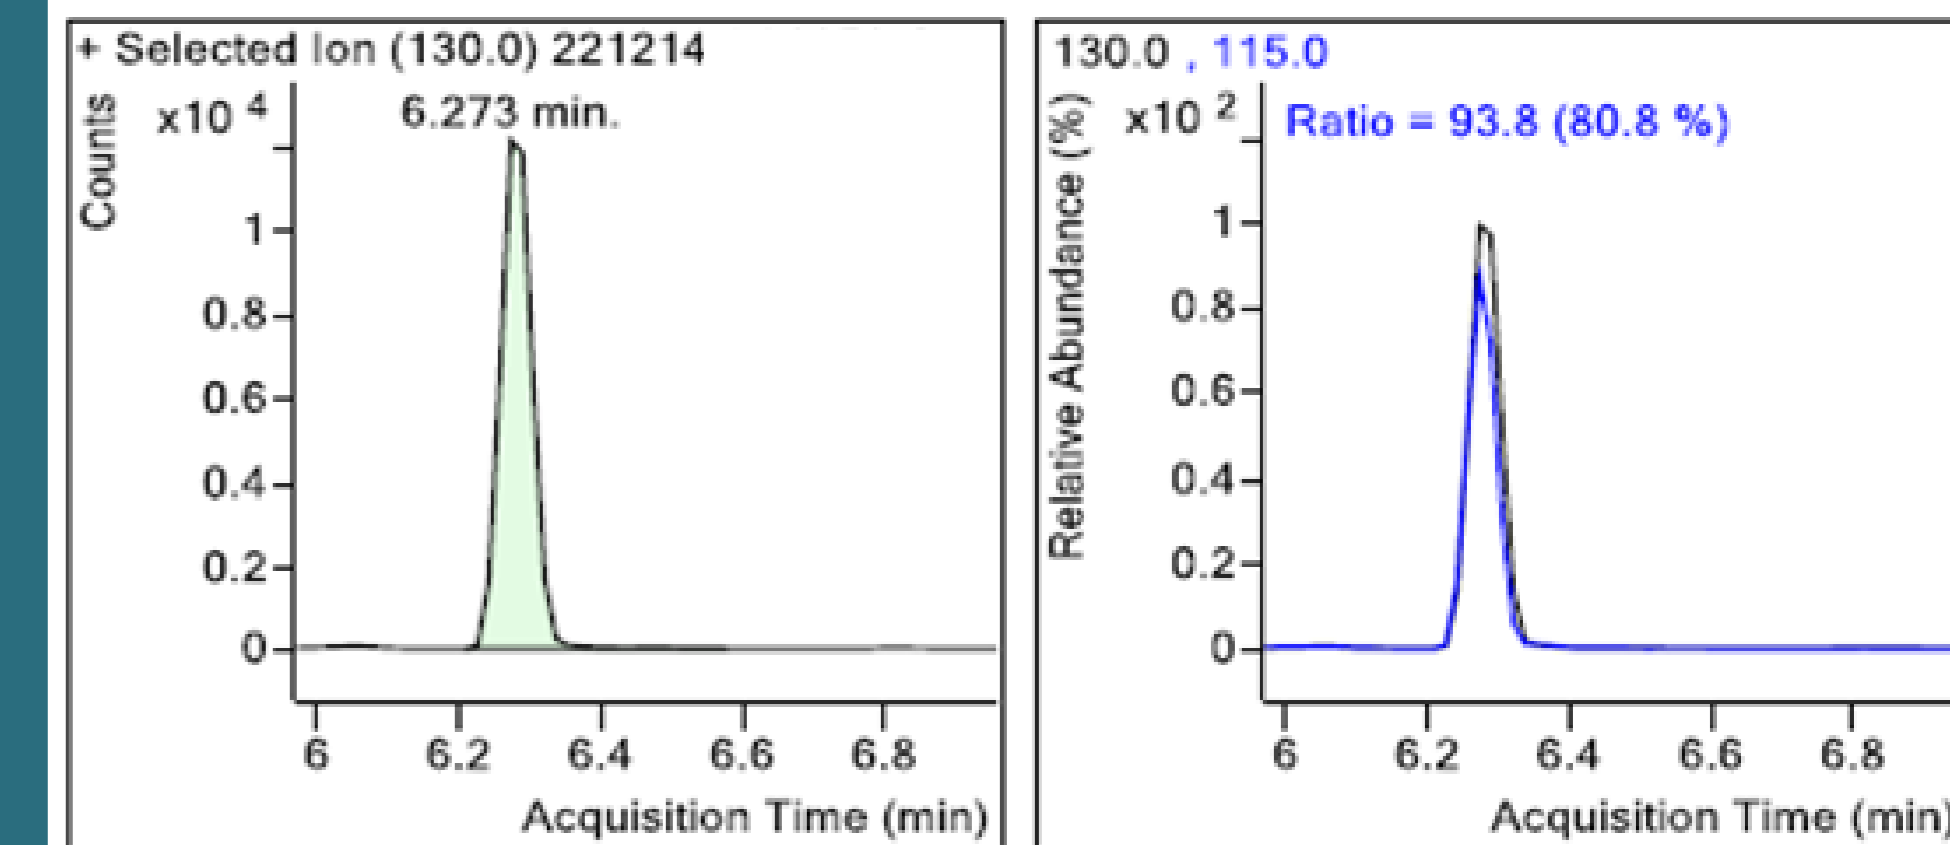 + Selected Ion (130.0) 221214
Counts
x10 4
6.273 min.
1
0.8
0.6
0.4
0.2
0
6 6.2 6.4 6.6 6.8
Acquisition Time (min)
130.0 , 115.0
Relative Abundance (%)
x10 2
Ratio = 93.8 (80.8 %)
1
0.8
0.6
0.4
0.2
0
6 6.2 6.4 6.6 6.8
Acquisition Time (min)